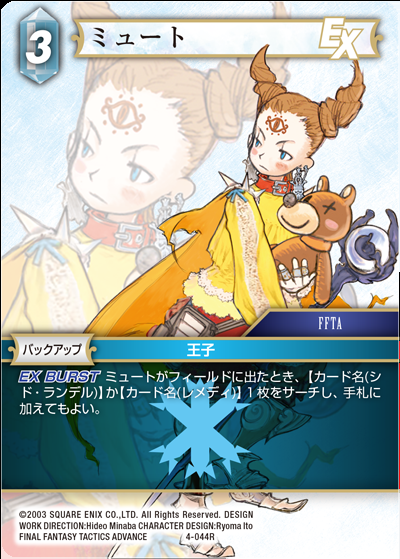 3
ミュート
EX
FFTA
バックアップ
王子
EX BURST ミュートがフィールドに出たとき、【カード名(シ
ド・ランデル)】か【カード名(レメディ)】1枚をサーチし、手札に
加えてもよい。
©2003 SQUARE ENIX CO.,LTD. All Rights Reserved. DESIGN
WORK DIRECTION:Hideo Minaba CHARACTER DESIGN:Ryoma Ito
FINAL FANTASY TACTICS ADVANCE
4-044R